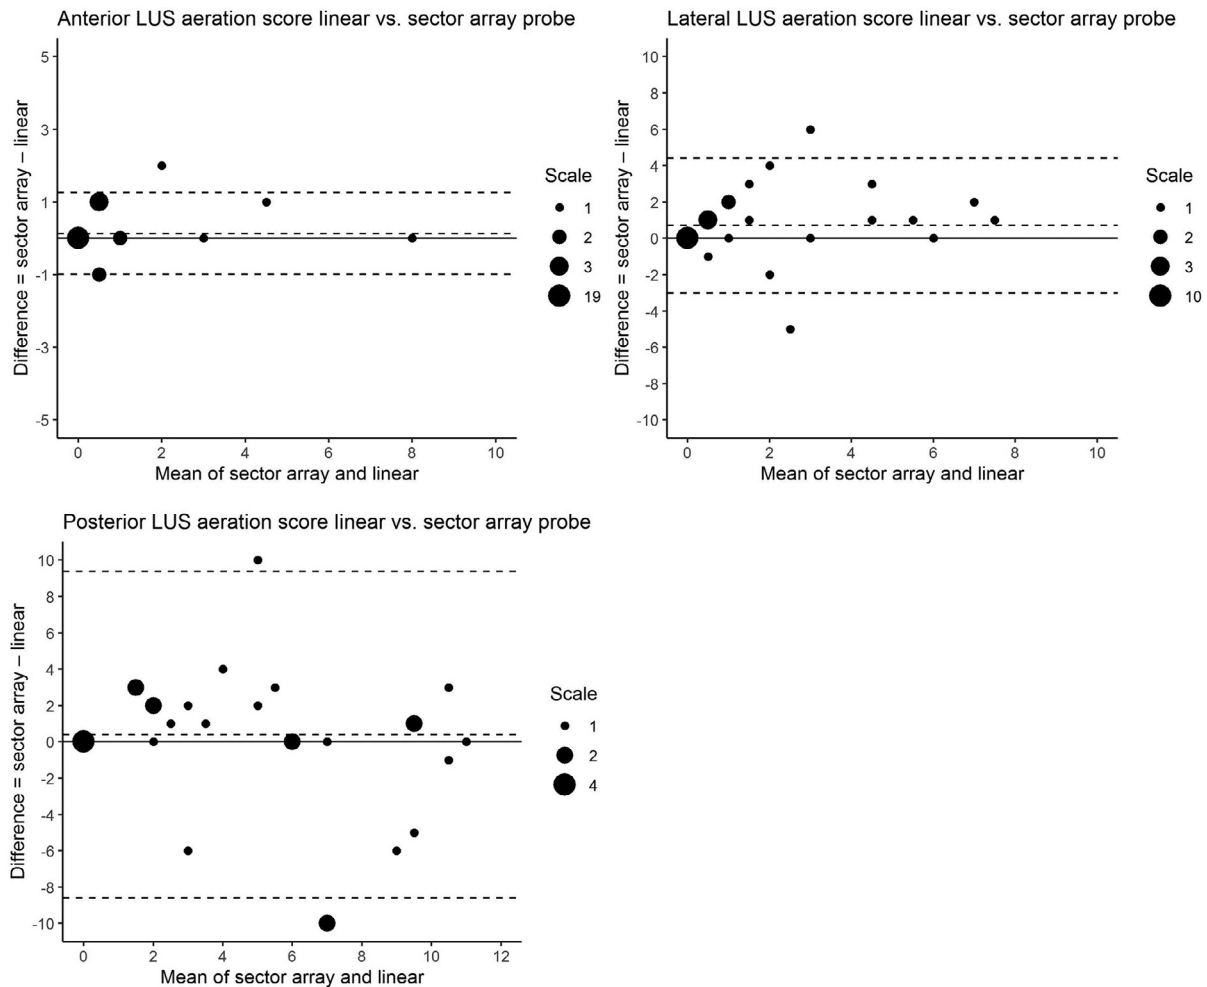 Anterior LUS aeration score linear vs. sector array probe
Difference = sector array – linear
5
3
1
-1
-3
-5
0 2 4 6 8 10
Mean of sector array and linear
Scale
1
2
3
19
Lateral LUS aeration score linear vs. sector array probe
Difference = sector array – linear
10
8
6
4
2
0
-2
-4
-6
-8
-10
0 2 4 6 8 10
Mean of sector array and linear
Scale
1
2
3
10
Posterior LUS aeration score linear vs. sector array probe
Difference = sector array – linear
10
8
6
4
2
0
-2
-4
-6
-8
-10
0 2 4 6 8 10 12
Mean of sector array and linear
Scale
1
2
4